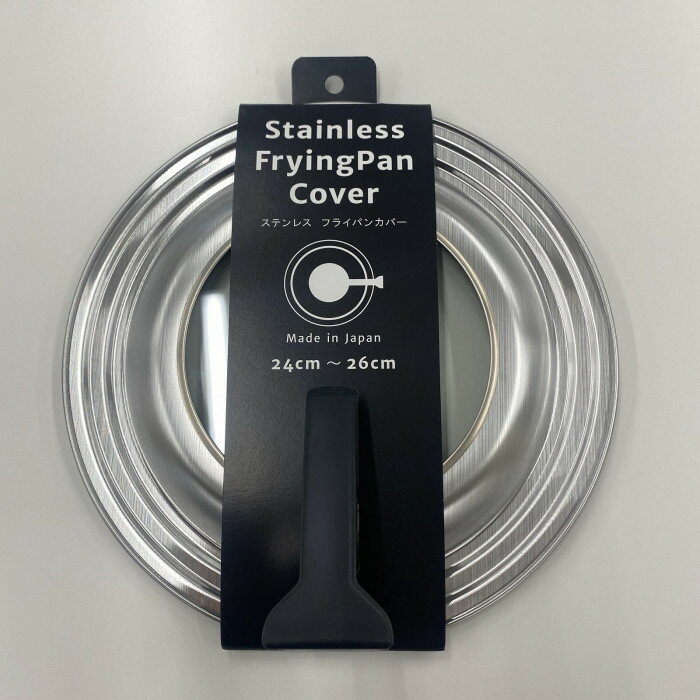 Stainless
FryingPan
Cover
ステンレス フライパンカバー
Made in Japan
24cm ～ 26cm